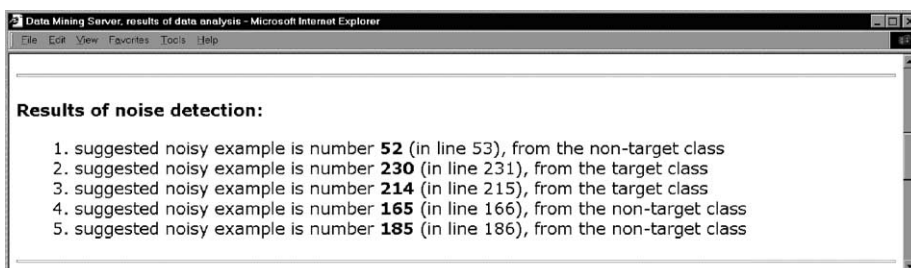 Data Mining Server, results of data analysis - Microsoft Internet Explorer
File Edit View Favorites Tools Help
Results of noise detection:
1. suggested noisy example is number 52 (in line 53), from the non-target class
2. suggested noisy example is number 230 (in line 231), from the target class
3. suggested noisy example is number 214 (in line 215), from the target class
4. suggested noisy example is number 165 (in line 166), from the non-target class
5. suggested noisy example is number 185 (in line 186), from the non-target class